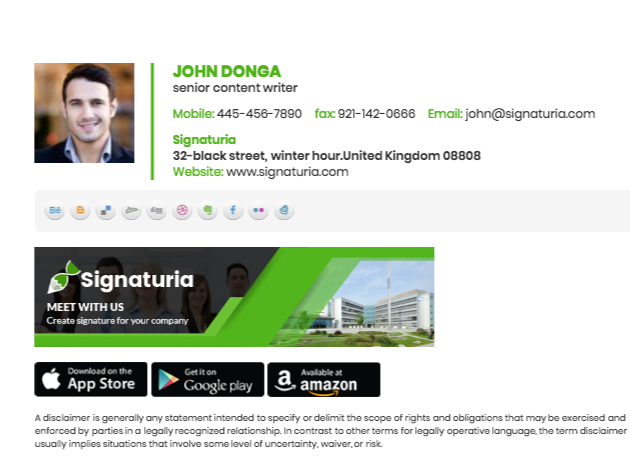 JOHN DONGA
senior content writer
Mobile: 445-456-7890 fax: 921-142-0666 Email: john@signaturia.com
Signaturia
32-black street, winter hour.United Kingdom 08808
Website: www.signaturia.com
Bē
digg
Signaturia
MEET WITH US
Create signature for your company
Download on the
App Store
Get it on
Google play
Available at
amazon
A disclaimer is generally any statement intended to specify or delimit the scope of rights and obligations that may be exercised and
enforced by parties in a legally recognized relationship. In contrast to other terms for legally operative language, the term disclaimer
usually implies situations that involve some level of uncertainty, waiver, or risk.